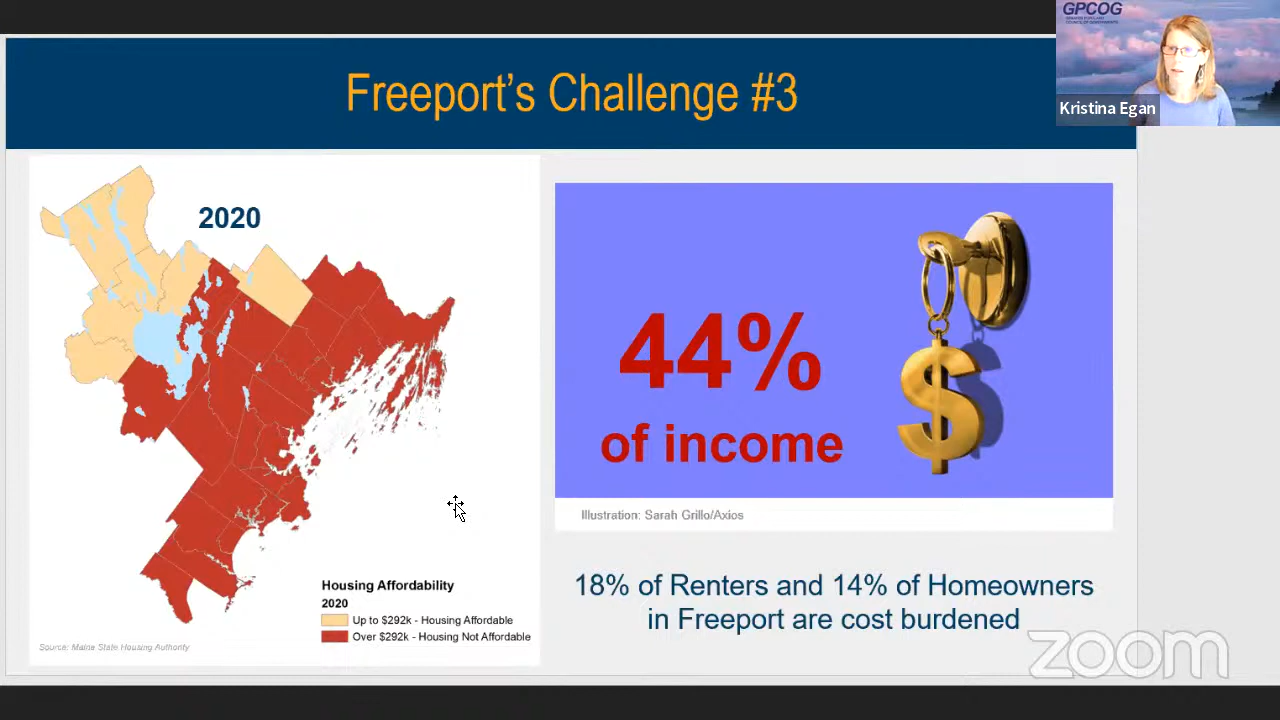 GPCOG
Kristina Egan
Freeport's Challenge #3
2020
44%
of income
Illustration: Sarah Grillo/Axios
Housing Affordability
2020
Up to $292k - Housing Affordable
Over $292k - Housing Not Affordable
Source: Maine State Housing Authority
18% of Renters and 14% of Homeowners
in Freeport are cost burdened
zoom